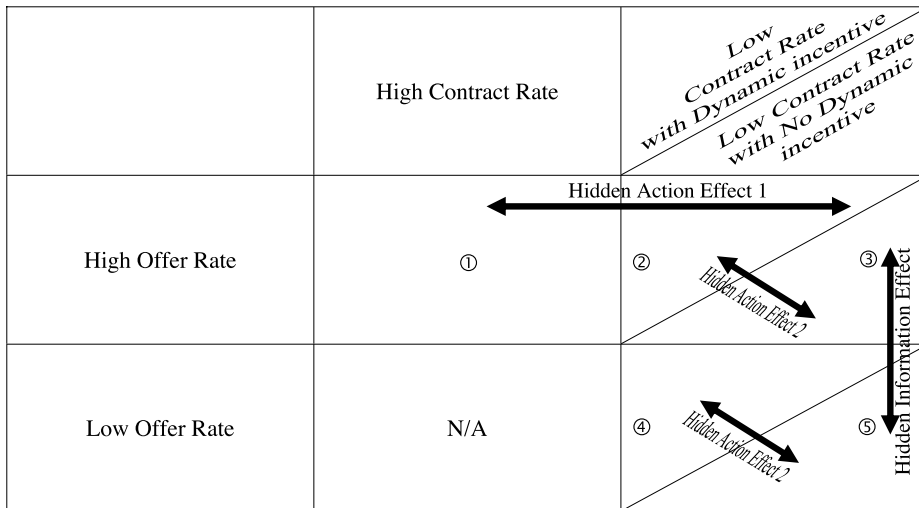 High Contract Rate
Low
Contract Rate
with Dynamic incentive
Low Contract Rate
with No Dynamic
incentive
Hidden Action Effect 1
High Offer Rate
①
②
③
Hidden Action Effect 2
Hidden Information Effect
Low Offer Rate
N/A
④
⑤
Hidden Action Effect 2